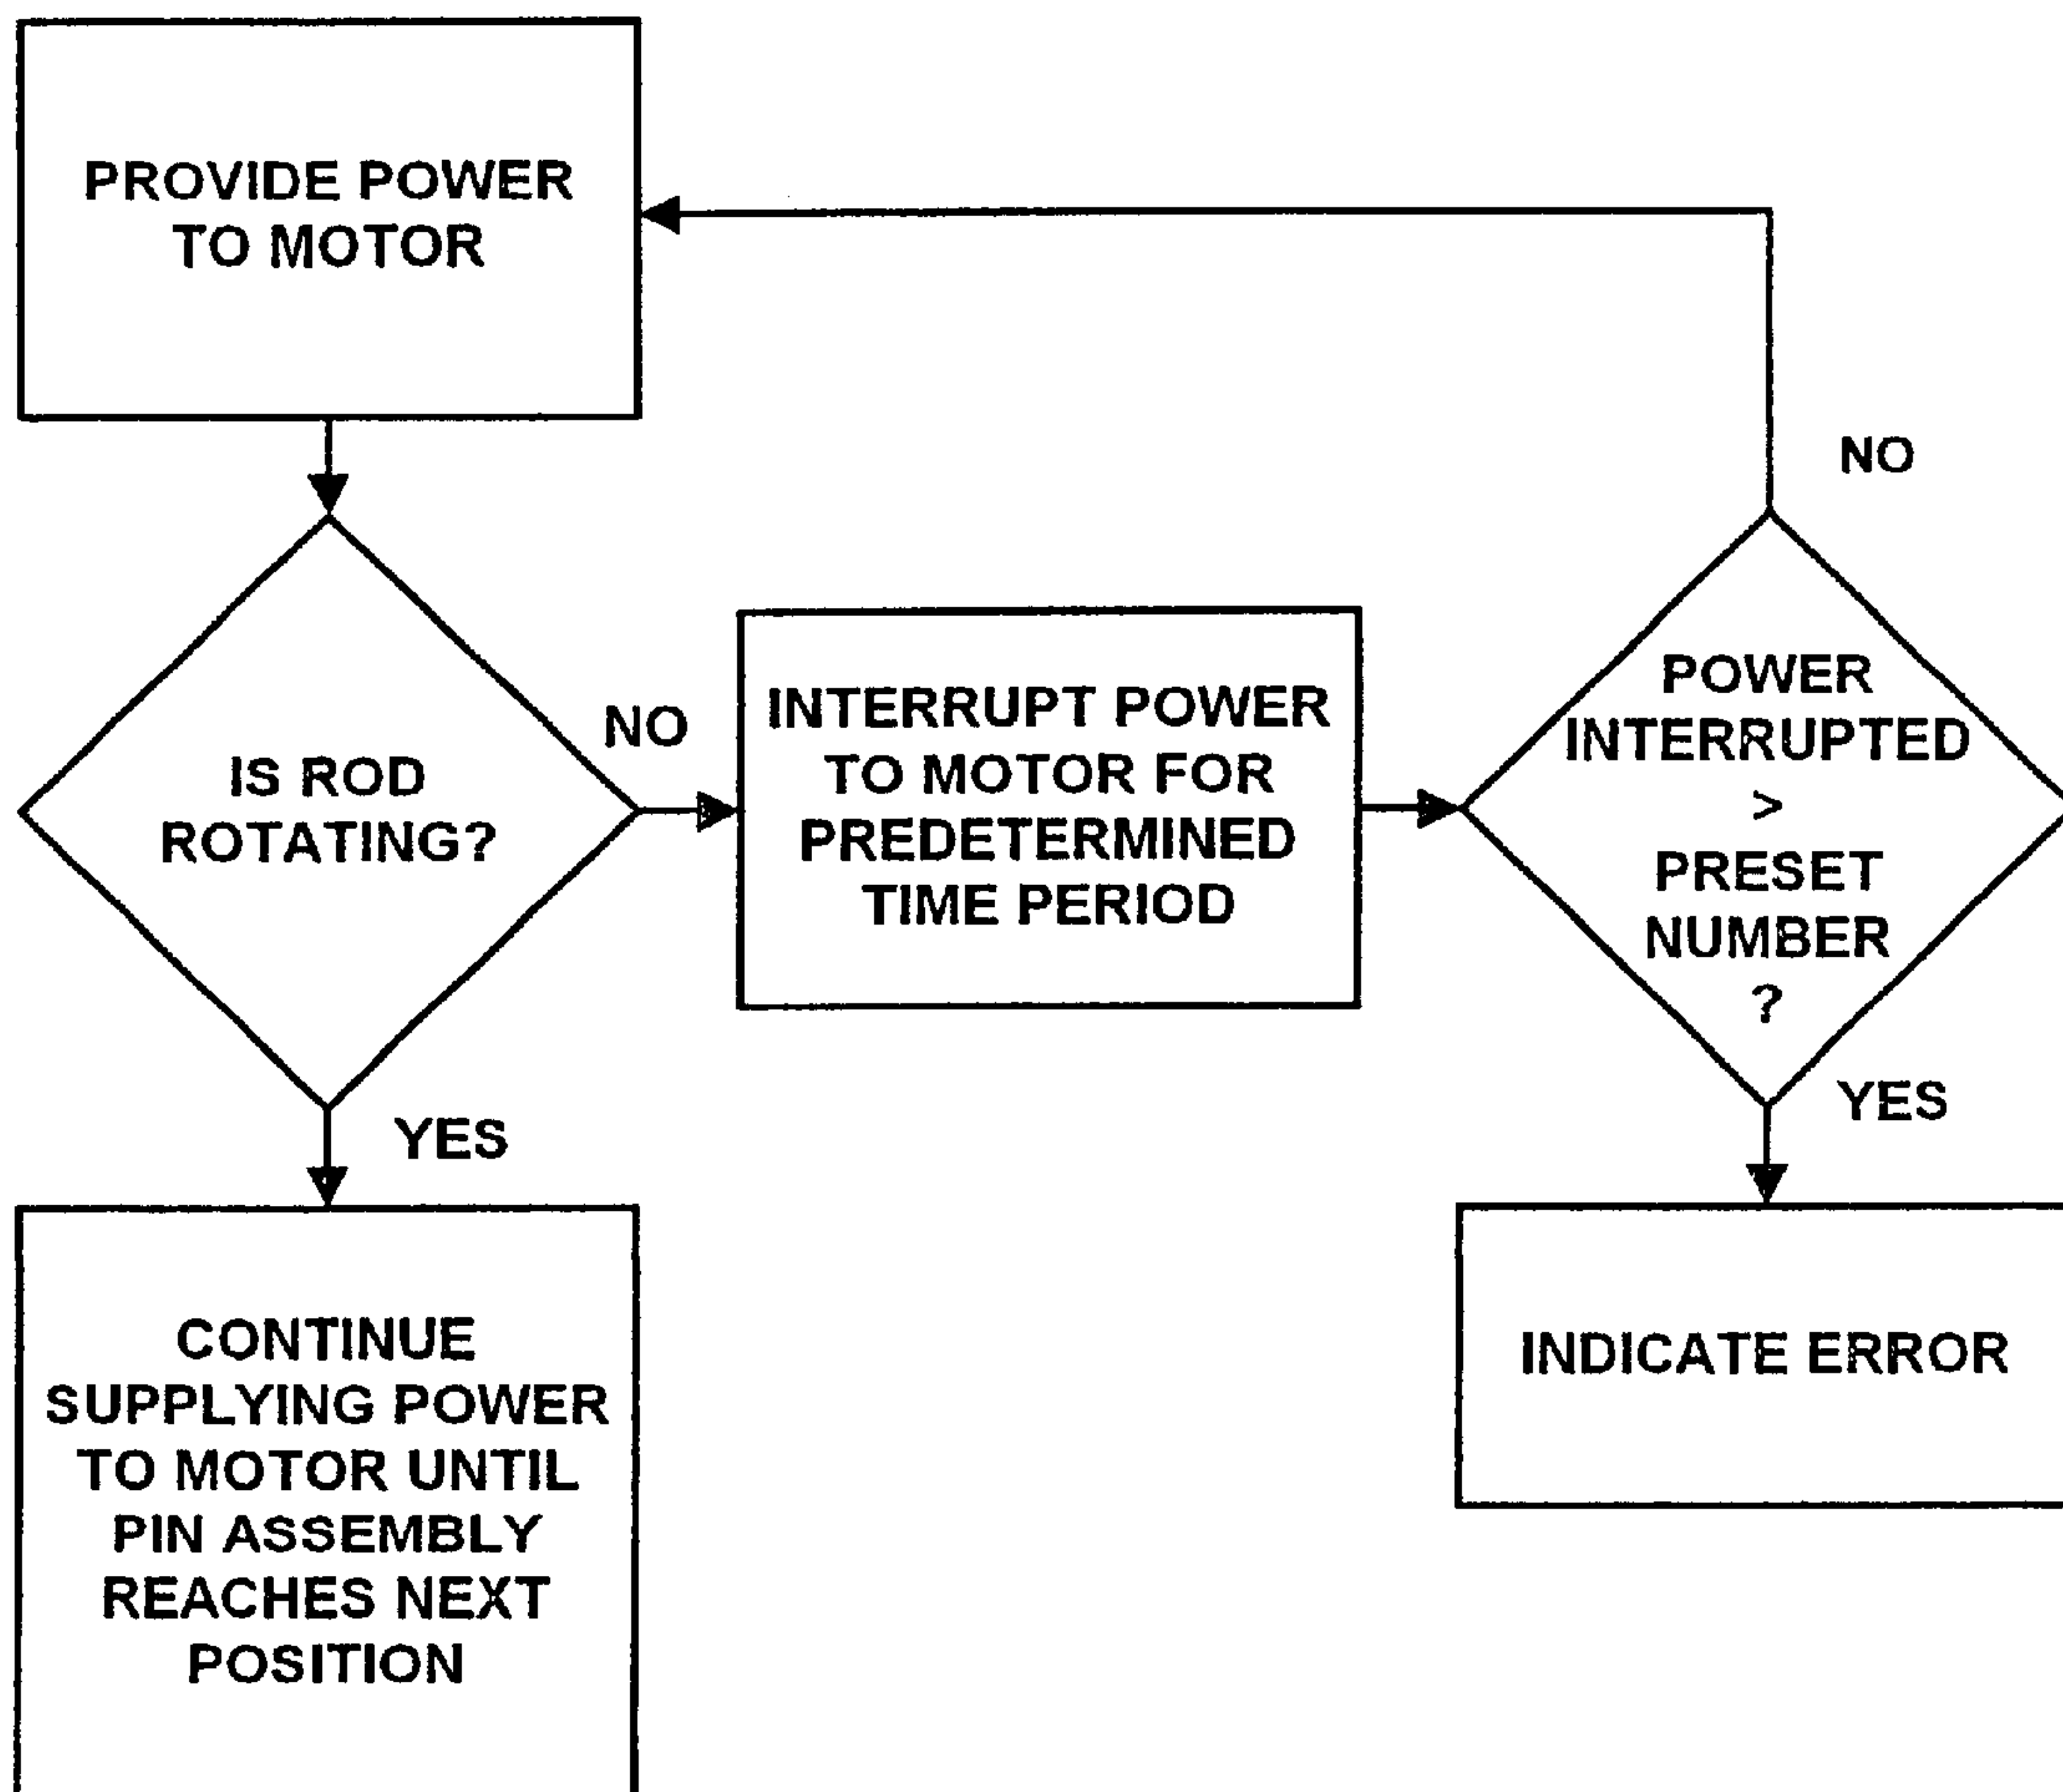 PROVIDE POWER
TO MOTOR
NO
IS ROD
ROTATING?
NO
INTERRUPT POWER
TO MOTOR FOR
PREDETERMINED
TIME PERIOD
POWER
INTERRUPTED
>
PRESET
NUMBER
?
YES
YES
CONTINUE
SUPPLYING POWER
TO MOTOR UNTIL
PIN ASSEMBLY
REACHES NEXT
POSITION
INDICATE ERROR